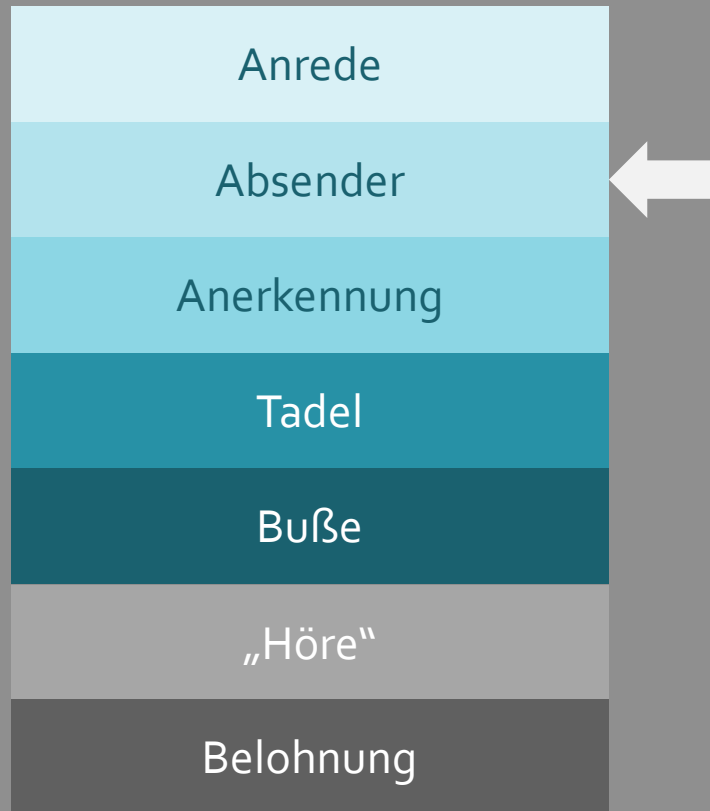 Anrede
Absender
Anerkennung
Tadel
Buße
„Höre“
Belohnung